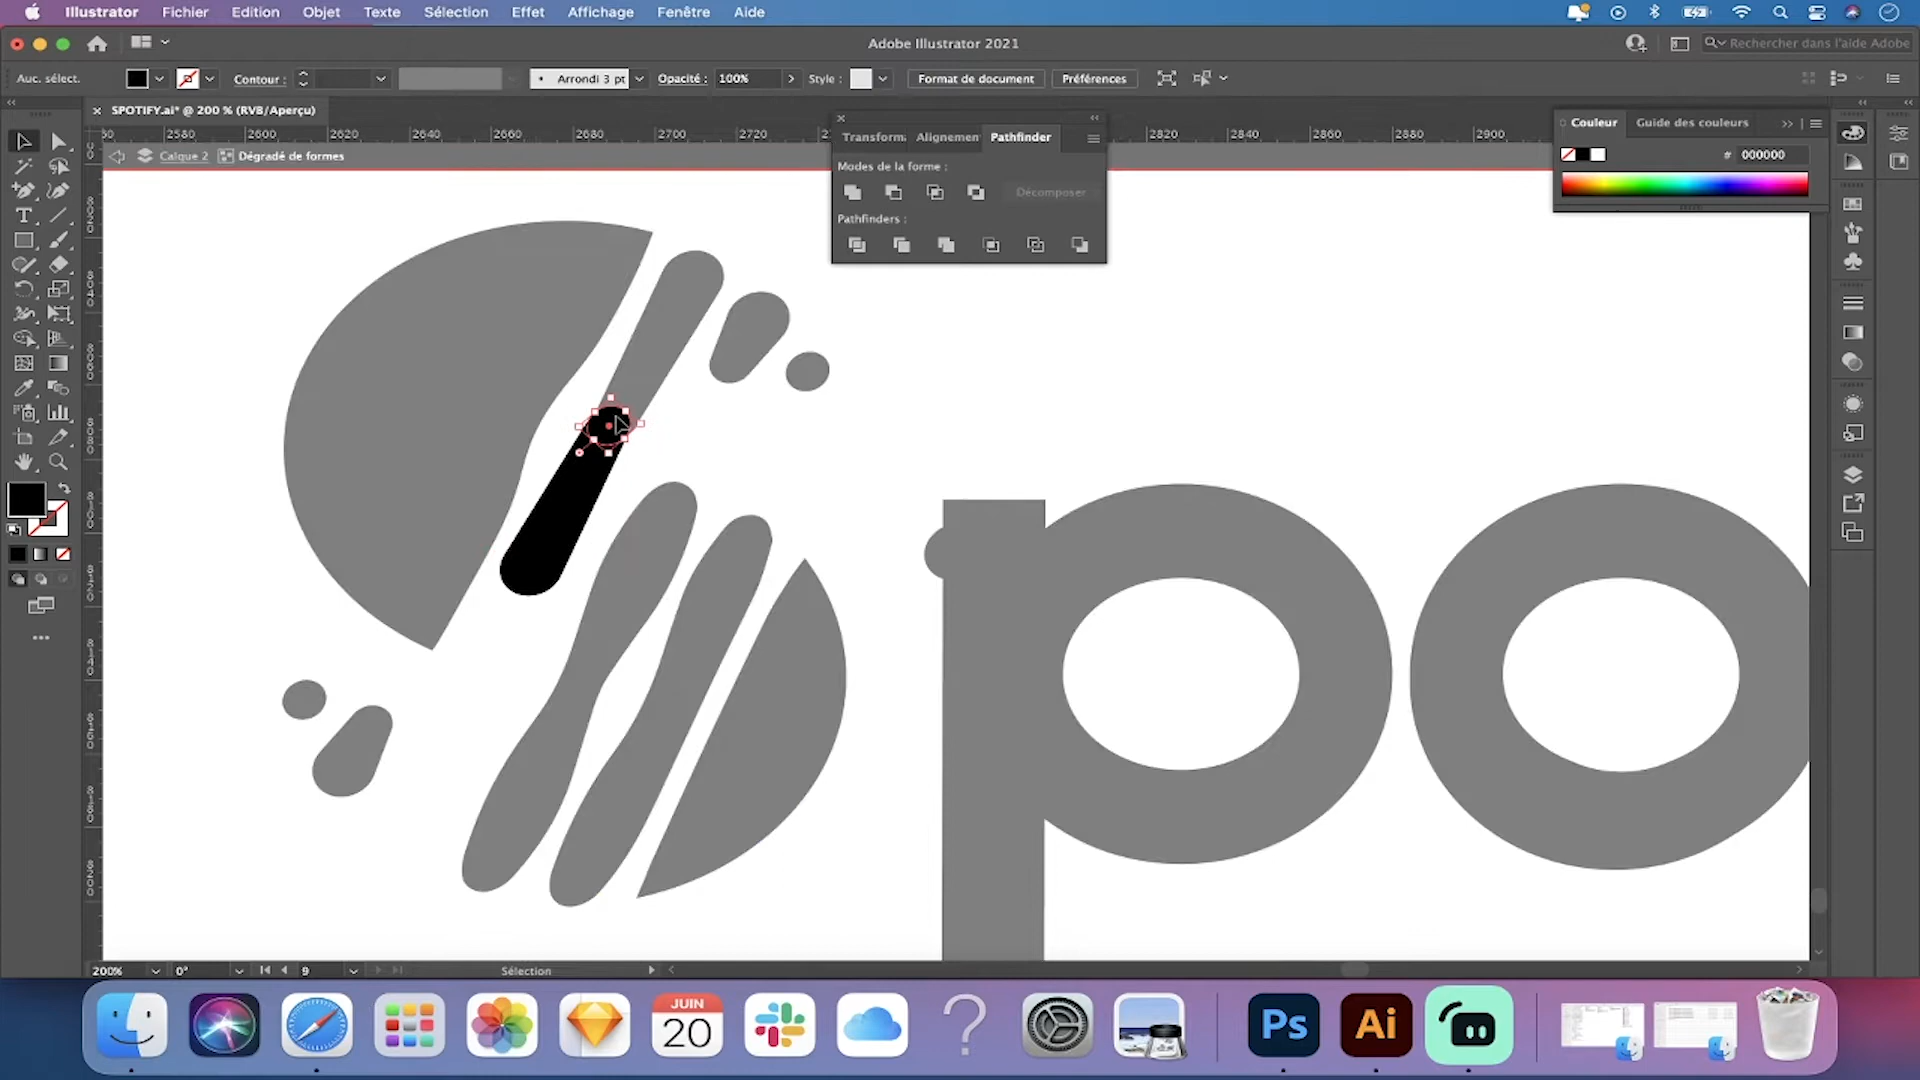 Illustrator Fichier Edition Objet Texte Sélection Effet Affichage Fenêtre Aide
Adobe Illustrator 2021
Rechercher dans l'aide Adobe
Auc. sélect. Contour : Arrondi 3 pt Opacité : 100% Style : Format de document Préférences
SPOTIFY.ai* @ 200 % (RVB/Aperçu)
2580 2600 2620 2640 2660 2680 2700 2720 2820 2840 2860 2880 2900
Calque 2 Dégradé de formes
Transform Alignemen Pathfinder
Modes de la forme :
Décomposer
Pathfinders :
Couleur Guide des couleurs
# 000000
po
200% 0° 9 Sélection
JUIN
20
Ps Ai